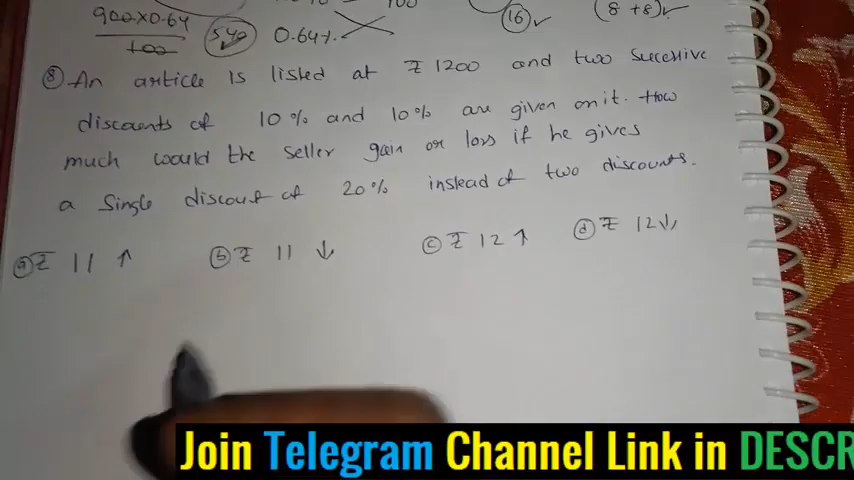 100
900×0.64
100
540
0.64%
16
(8+8)
⑧ An article is listed at ₹ 1200 and two successive
discounts of 10% and 10% are given on it. How
much would the seller gain or loss if he gives
a single discout of 20% instead of two discounts.
ⓐ ₹ 11 ↑ ⓑ ₹ 11 ↓ ⓒ ₹ 12 ↑ ⓓ ₹ 12 ↓
Join Telegram Channel Link in DESCR